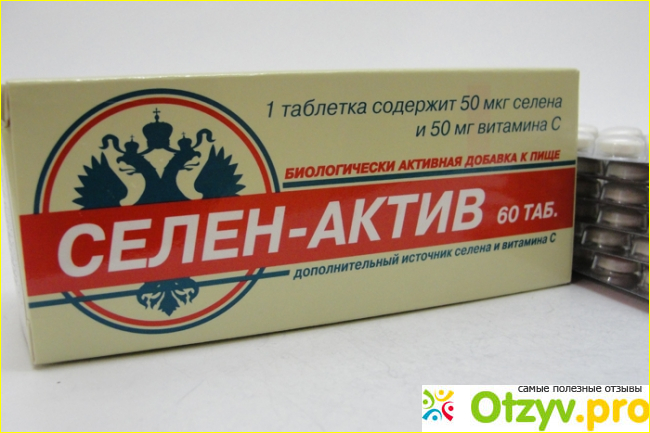 1 таблетка содержит 50 мкг селена
и 50 мг витамина С
БИОЛОГИЧЕСКИ АКТИВНАЯ ДОБАВКА К ПИЩЕ
СЕЛЕН-АКТИВ 60 ТАБ.
дополнительный источник селена и витамина С
самые полезные отзывы
Otzyv.pro